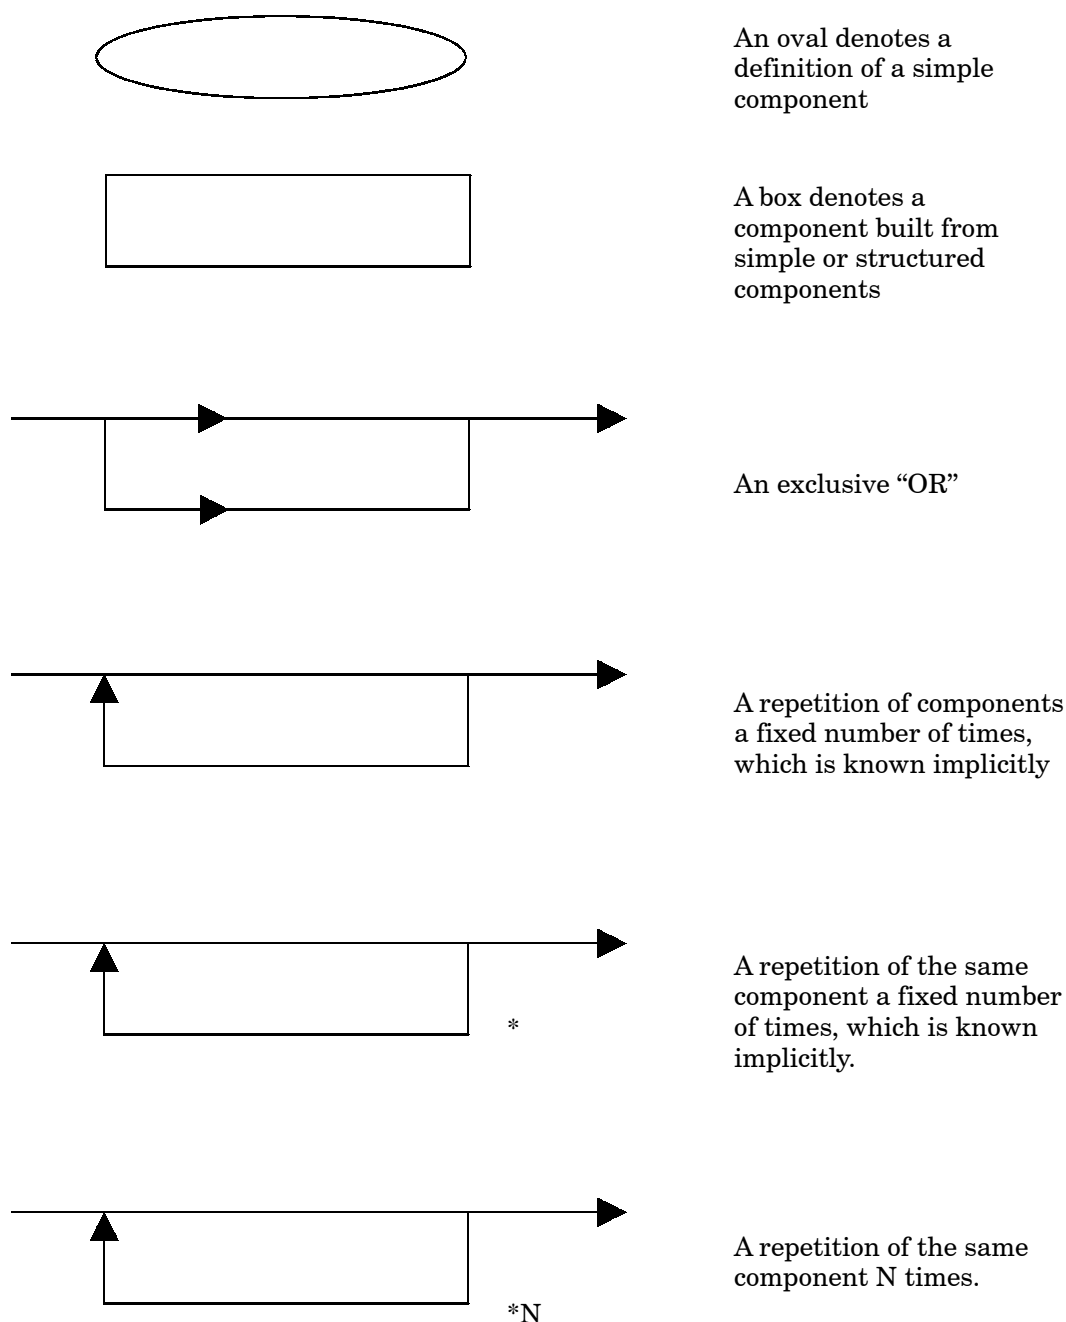 An oval denotes a
definition of a simple
component
A box denotes a
component built from
simple or structured
components
An exclusive “OR”
A repetition of components
a fixed number of times,
which is known implicitly
A repetition of the same
component a fixed number
of times, which is known
implicitly.
*
A repetition of the same
component N times.
*N